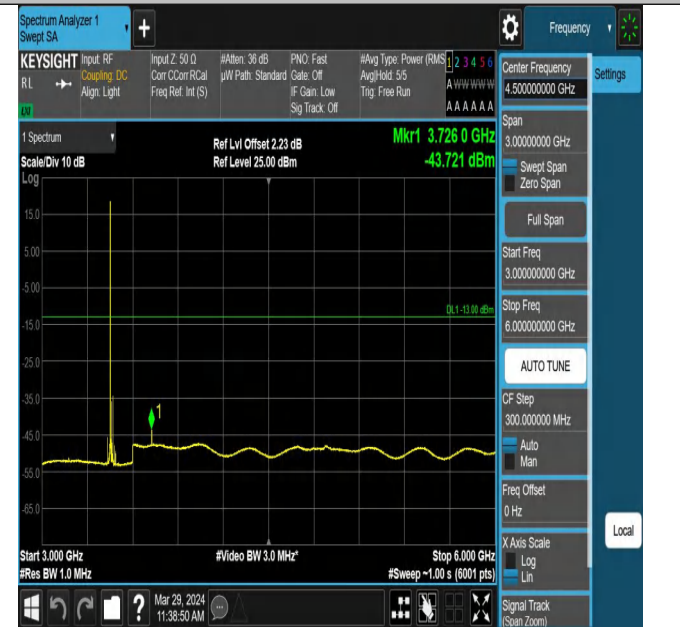 Spectrum Analyzer 1
Swept SA
+
Frequency
KEYSIGHT
RL
LXI
Input: RF
Coupling: DC
Align: Light
Input Z: 50 Ω
Corr CCorr RCal
Freq Ref: Int (S)
#Atten: 36 dB
µW Path: Standard
PNO: Fast
Gate: Off
IF Gain: Low
Sig Track: Off
#Avg Type: Power (RMS
Avg|Hold: 5/5
Trig: Free Run
1 2 3 4 5 6
A W W W W W
A A A A A A
1 Spectrum
Scale/Div 10 dB
Log
Ref Lvl Offset 2.23 dB
Ref Level 25.00 dBm
Mkr1 3.726 0 GHz
-43.721 dBm
15.0
5.00
-5.00
DL1 -13.00 dBm
-15.0
-25.0
-35.0
1
-45.0
-55.0
-65.0
Start 3.000 GHz
#Res BW 1.0 MHz
#Video BW 3.0 MHz*
Stop 6.000 GHz
#Sweep ~1.00 s (6001 pts)
Center Frequency
4.500000000 GHz
Span
3.00000000 GHz
Swept Span
Zero Span
Full Span
Start Freq
3.000000000 GHz
Stop Freq
6.000000000 GHz
AUTO TUNE
CF Step
300.000000 MHz
Auto
Man
Freq Offset
0 Hz
X Axis Scale
Log
Lin
Signal Track
(Span Zoom)
Settings
Local
?
Mar 29, 2024
11:38:50 AM